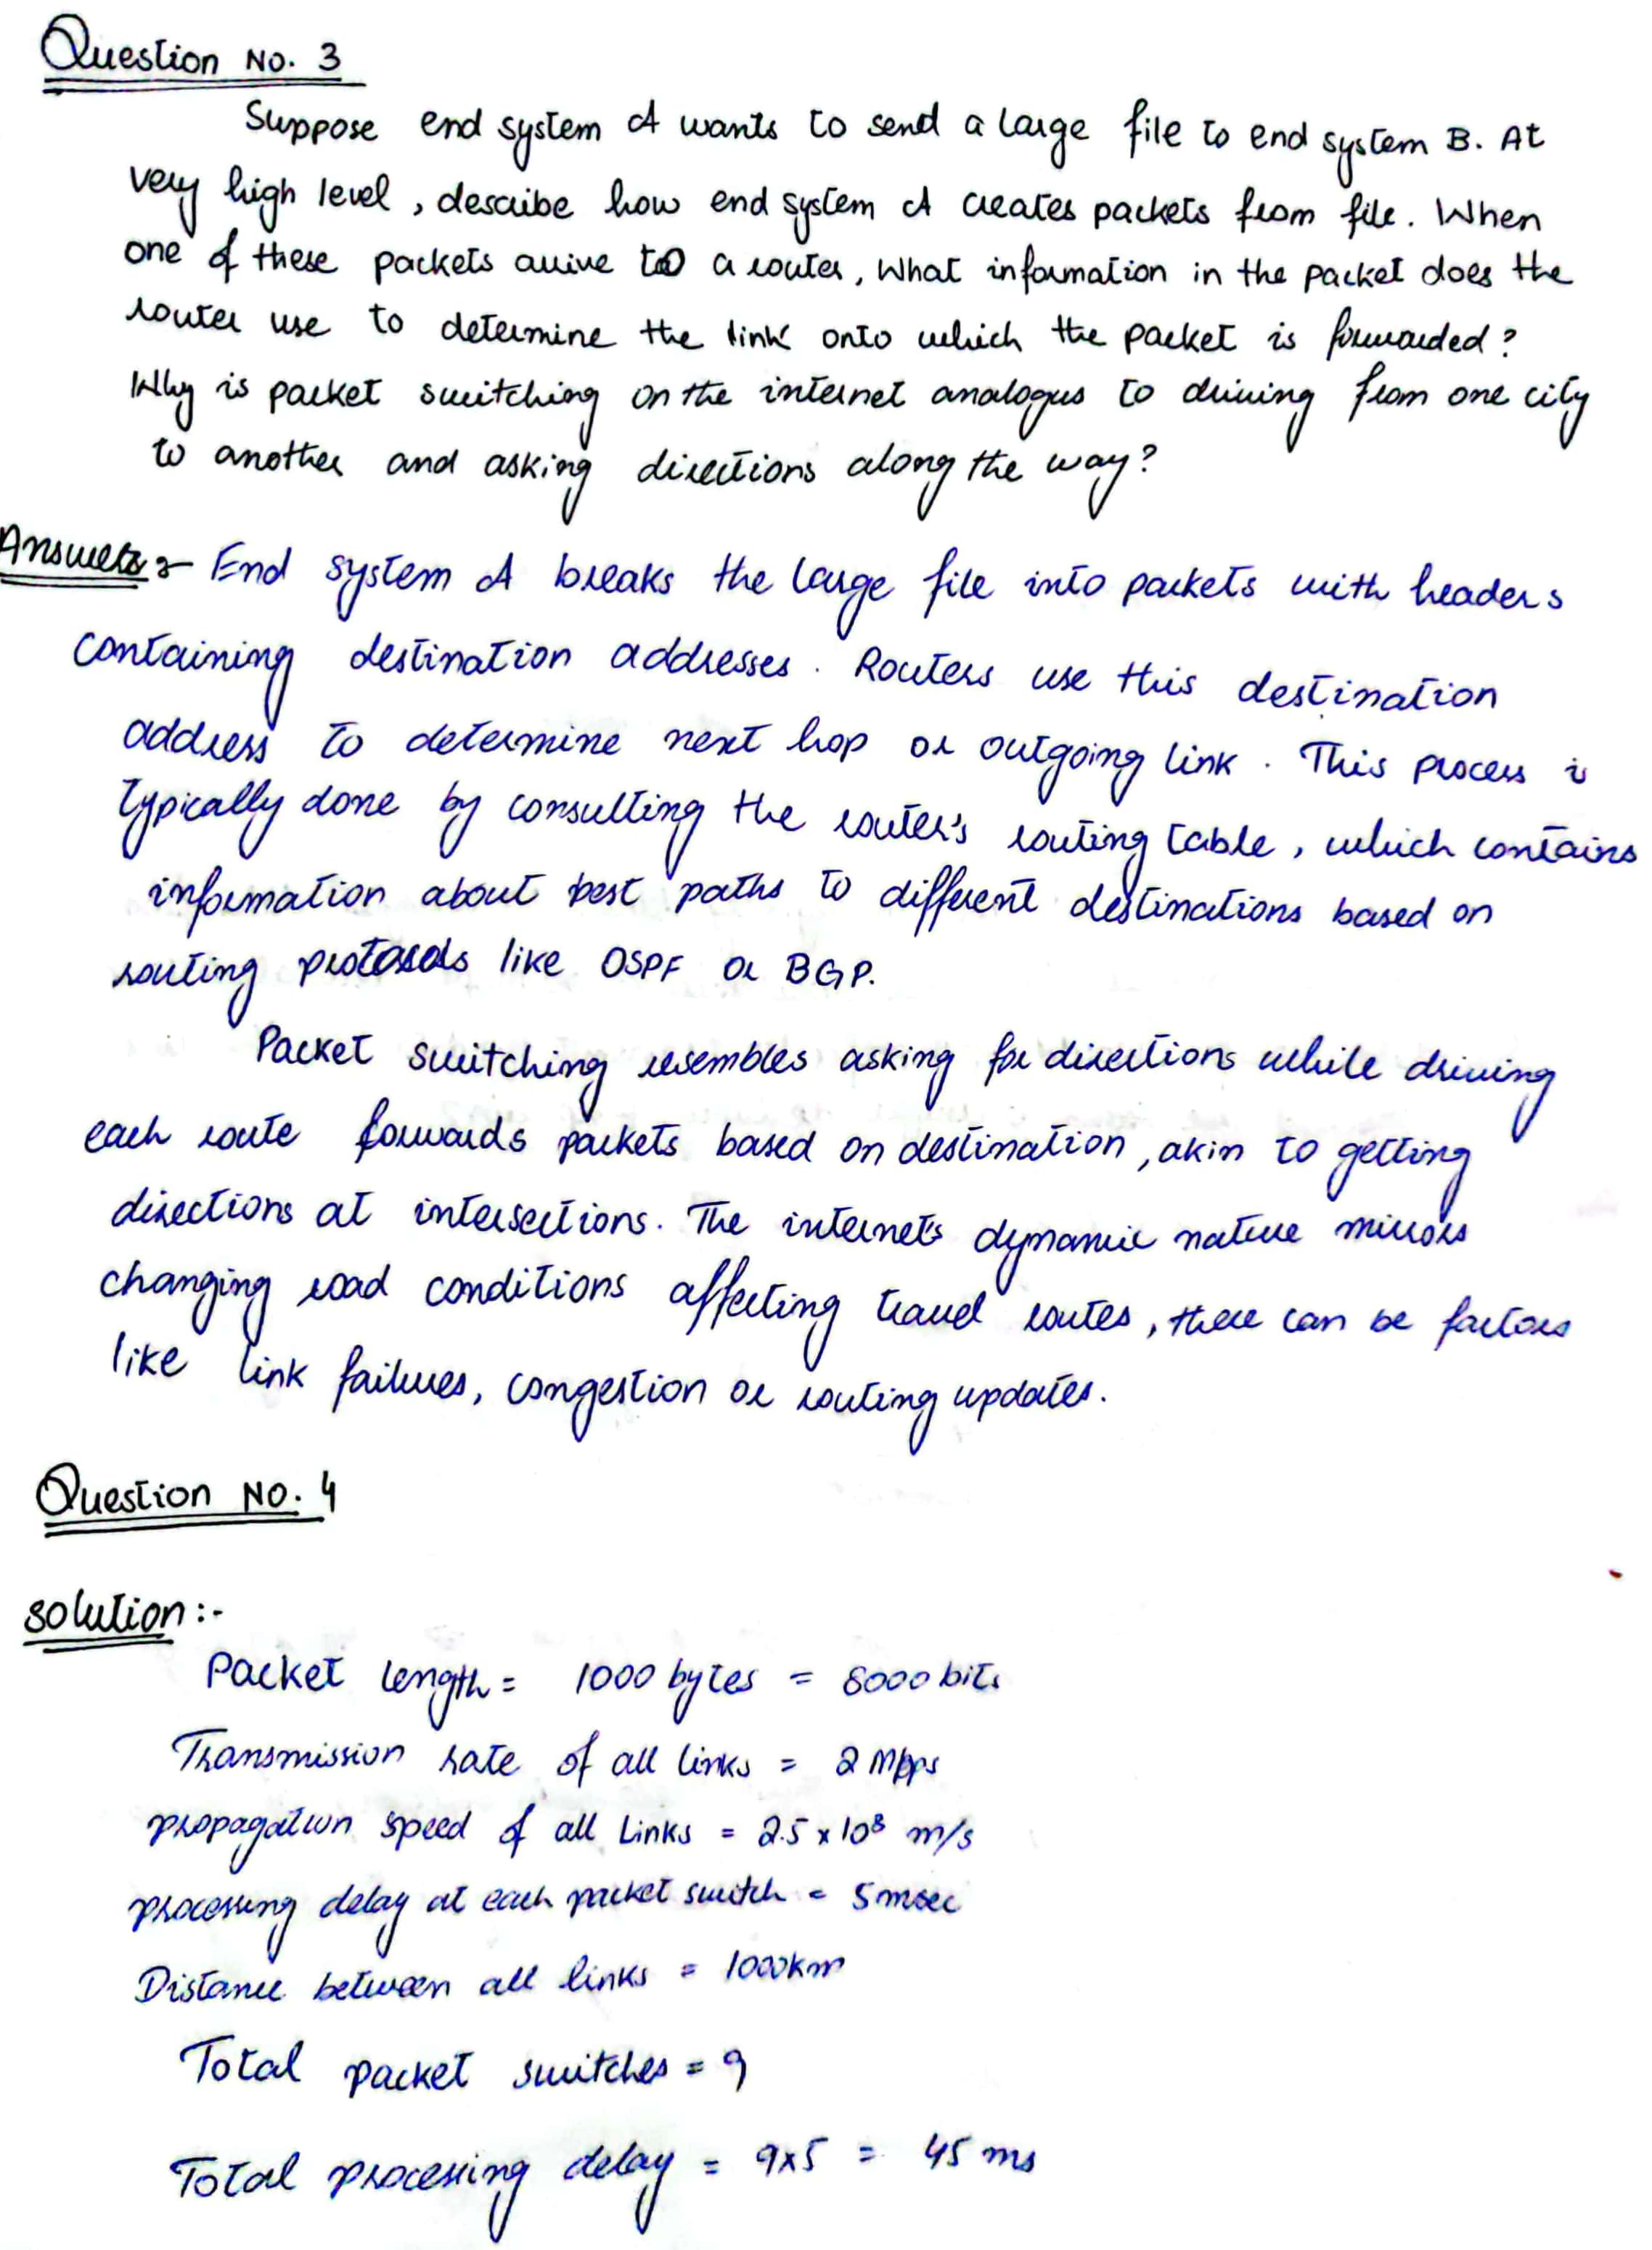 Question No. 3
Suppose end system A wants to send a large file to end system B. At
very high level, describe how end system A creates packets from file. When
one of these packets arrive to a router, What information in the packet does the
router use to determine the link onto which the packet is forwarded?
Why is packet switching on the internet analogus to driving from one city
to another and asking directions along the way?
Answer:- End system A breaks the large file into packets with headers
containing destination addresses. Routers use this destination
address to determine next hop or outgoing link. This process is
typically done by consulting the router's routing table, which contains
information about best paths to different destinations based on
routing protocols like OSPF or BGP.
Packet switching resembles asking for directions while driving
each route forwards packets based on destination, akin to getting
directions at intersections. The internet's dynamic nature mirrors
changing road conditions affecting travel routes, there can be factors
like link failures, congestion or routing updates.
Question No. 4
solution:-
Packet length = 1000 bytes = 8000 bits
Transmission rate of all links = 2 Mbps
propagation speed of all Links = 2.5 x 10⁸ m/s
processing delay at each packet switch = 5 msec
Distance between all links = 1000km
Total packet switches = 9
Total processing delay = 9x5 = 45 ms